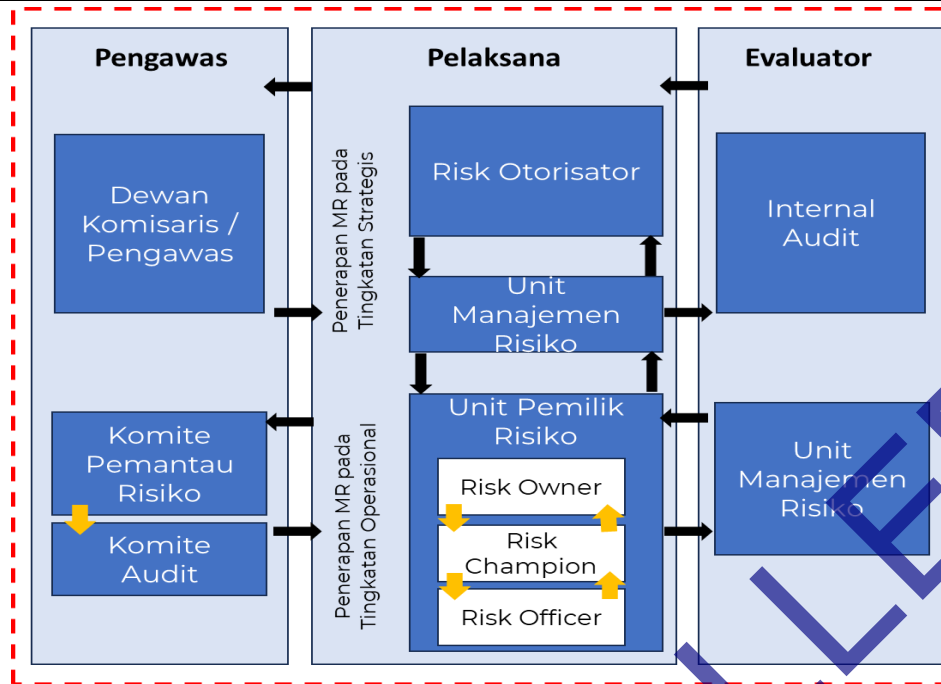 Pengawas
Dewan
Komisaris /
Pengawas
Komite
Pemantau
Risiko
Komite
Audit
Pelaksana
Penerapan MR pada
Tingkatan Strategis
Penerapan MR pada
Tingkatan Operasional
Risk Otorisator
Unit
Manajemen
Risiko
Unit Pemilik
Risiko
Risk Owner
Risk
Champion
Risk Officer
Evaluator
Internal
Audit
Unit
Manajemen
Risiko